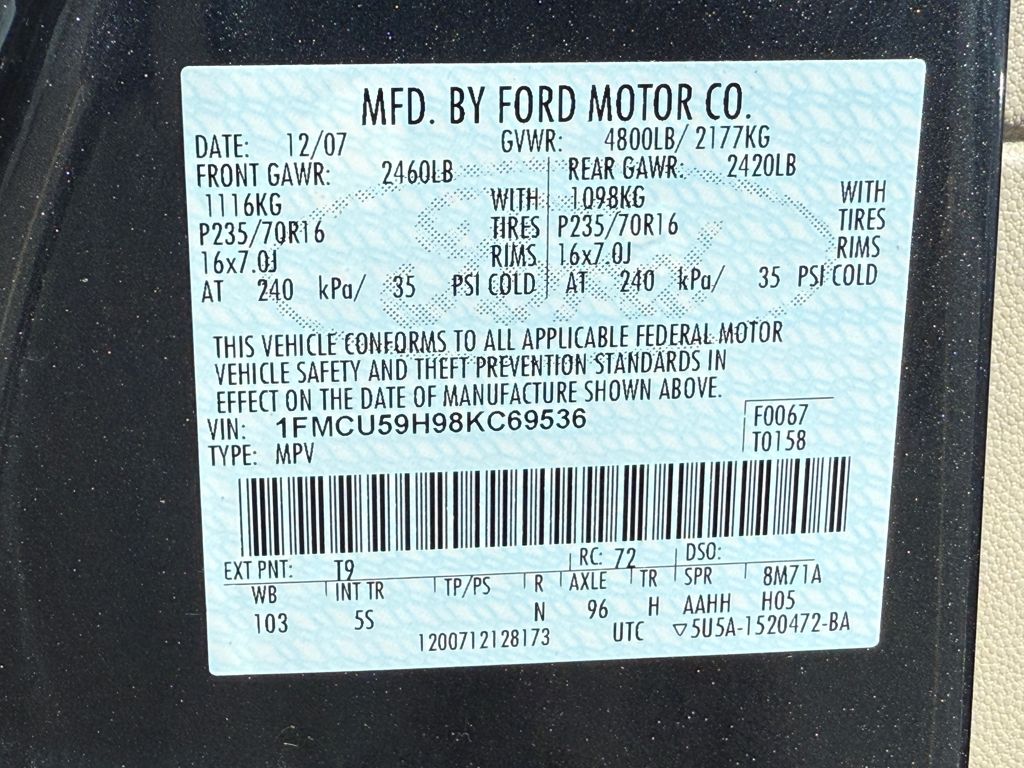 MFD. BY FORD MOTOR CO.
DATE: 12/07 GVWR: 4800LB/ 2177KG
FRONT GAWR: 2460LB REAR GAWR: 2420LB
1116KG WITH 1098KG WITH
P235/70R16 TIRES P235/70R16 TIRES
16x7.0J RIMS 16x7.0J RIMS
AT 240 kPa/ 35 PSI COLD AT 240 kPa/ 35 PSI COLD
THIS VEHICLE CONFORMS TO ALL APPLICABLE FEDERAL MOTOR
VEHICLE SAFETY AND THEFT PREVENTION STANDARDS IN
EFFECT ON THE DATE OF MANUFACTURE SHOWN ABOVE.
VIN: 1FMCU59H98KC69536 F0067
TYPE: MPV T0158
EXT PNT: T9 RC: 72 DSO:
WB INT TR TP/PS R AXLE TR SPR 8M71A
103 5S N 96 H AAHH H05
1200712128173 UTC ▽5U5A-1520472-BA